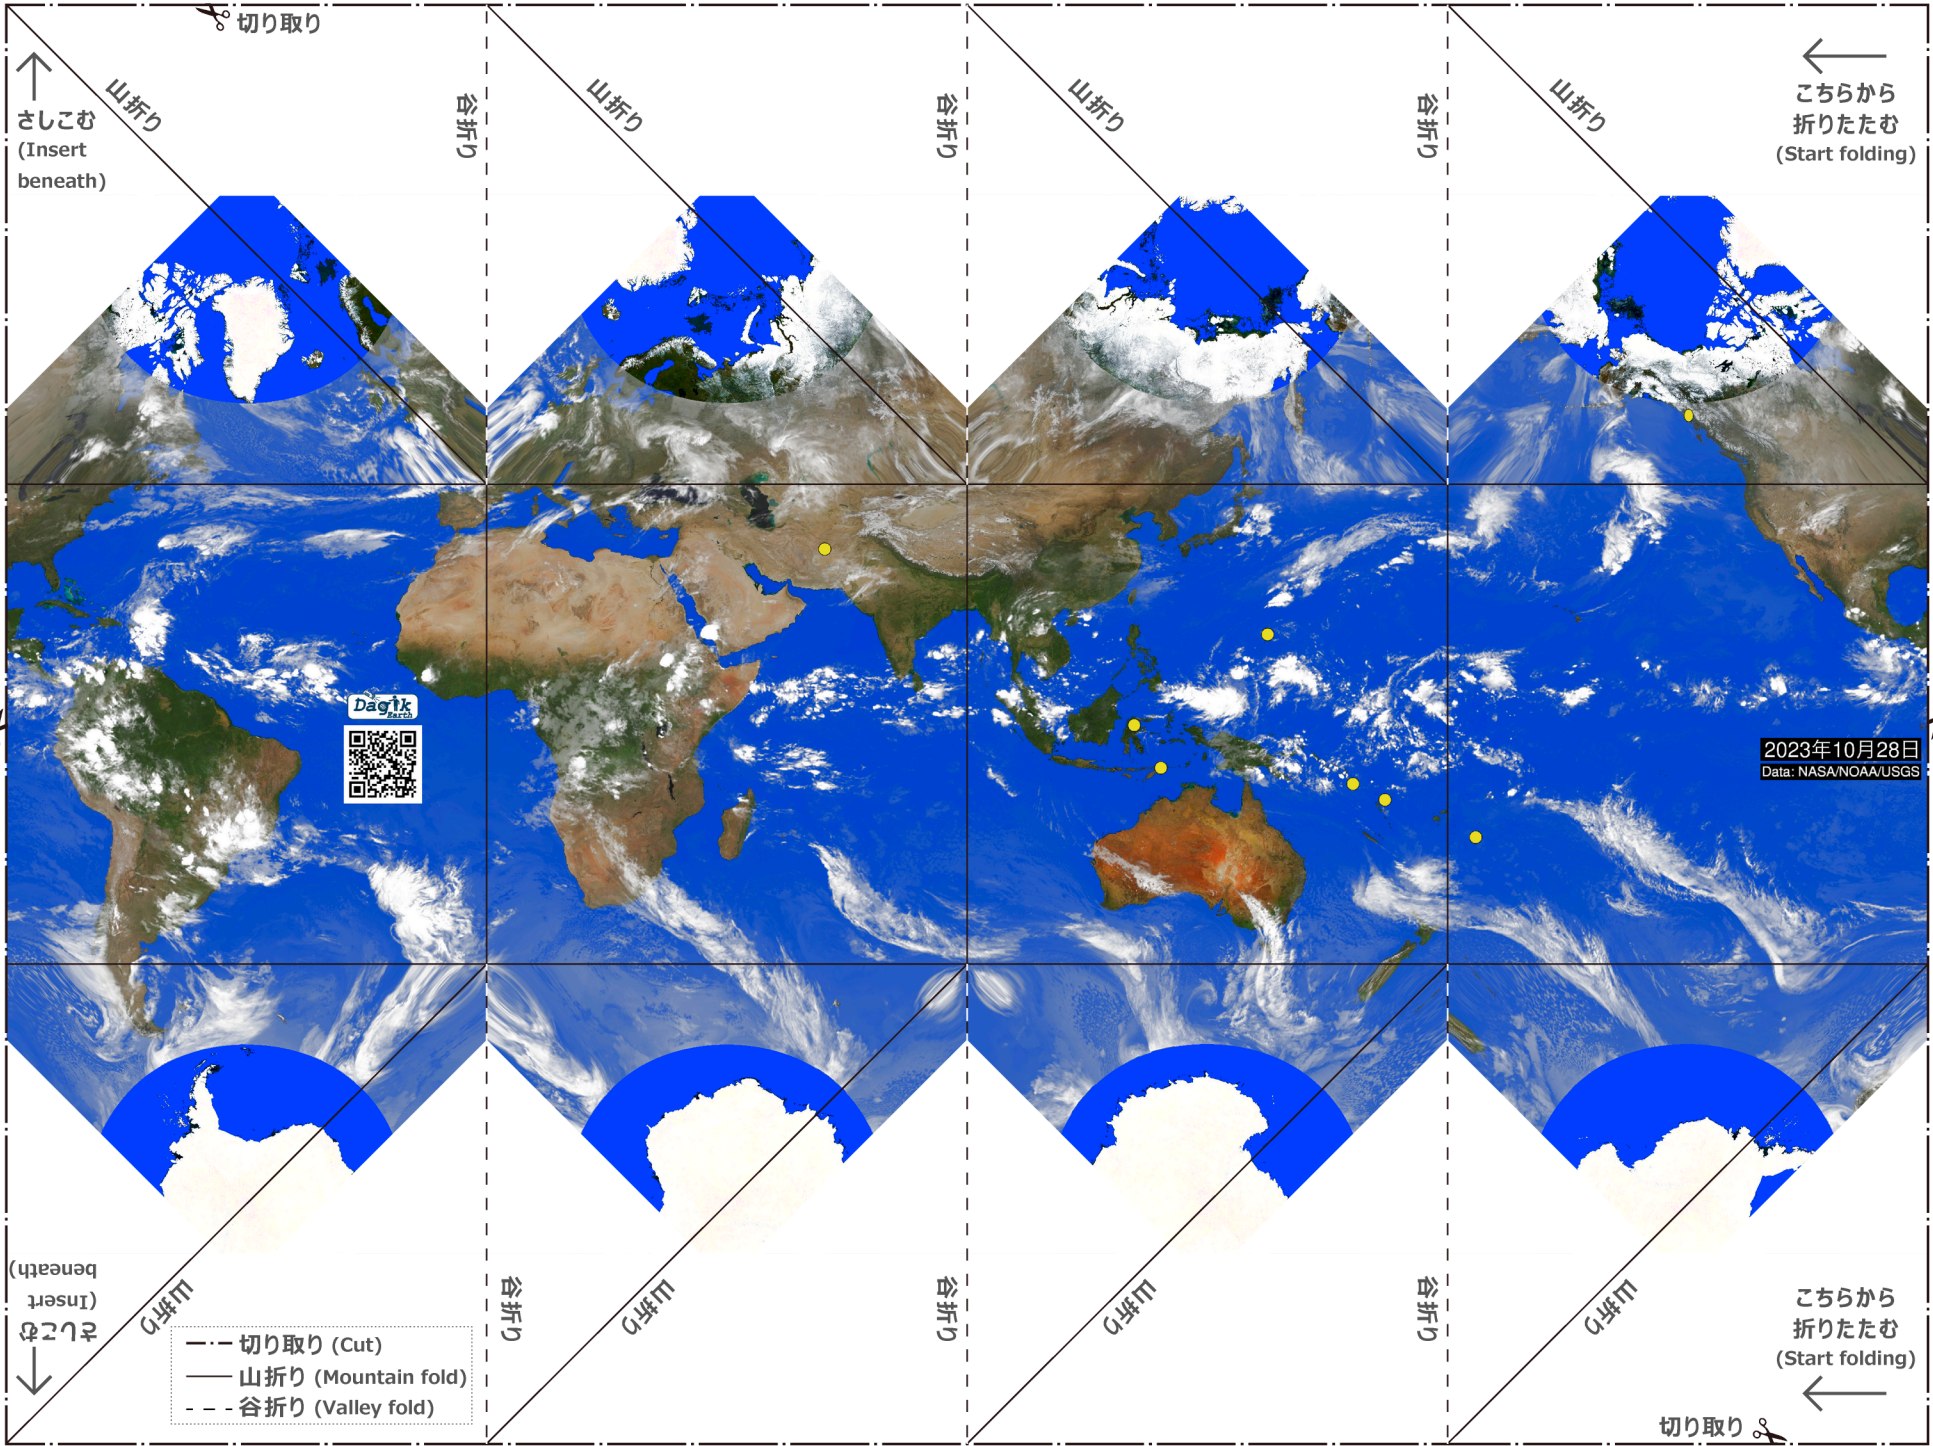 切り取り
さしこむ
(Insert
beneath)
山折り
谷折り
山折り
谷折り
山折り
谷折り
山折り
こちらから
折りたたむ
(Start folding)
Dagik
Earth
2023年10月28日
Data: NASA/NOAA/USGS
さしこむ
(Insert
beneath)
山折り
谷折り
山折り
谷折り
山折り
谷折り
山折り
こちらから
折りたたむ
(Start folding)
切り取り (Cut)
山折り (Mountain fold)
谷折り (Valley fold)
切り取り